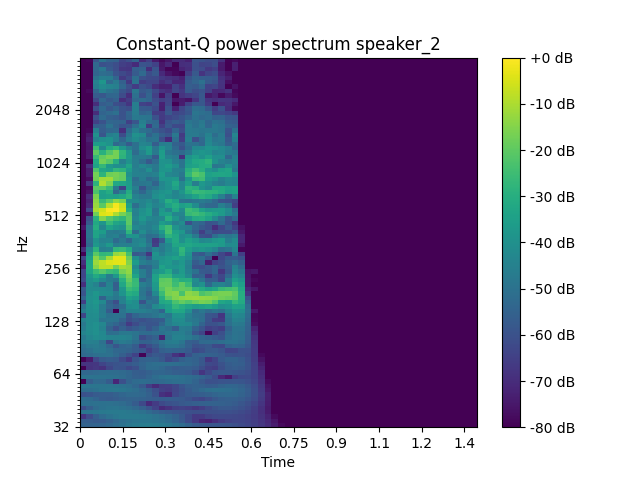 Constant-Q power spectrum speaker_2
+0 dB
2048
-10 dB
1024
-20 dB
-30 dB
512
Hz
-40 dB
256
-50 dB
128
-60 dB
64
-70 dB
32
-80 dB
0 0.15 0.3 0.45 0.6 0.75 0.9 1.1 1.2 1.4
Time